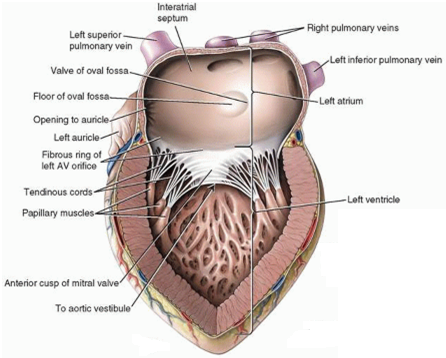 Interatrial
septum
Left superior
pulmonary vein
Right pulmonary veins
Left inferior pulmonary vein
Valve of oval fossa
Floor of oval fossa
Left atrium
Opening to auricle
Left auricle
Fibrous ring of
left AV orifice
Tendinous cords
Left ventricle
Papillary muscles
Anterior cusp of mitral valve
To aortic vestibule